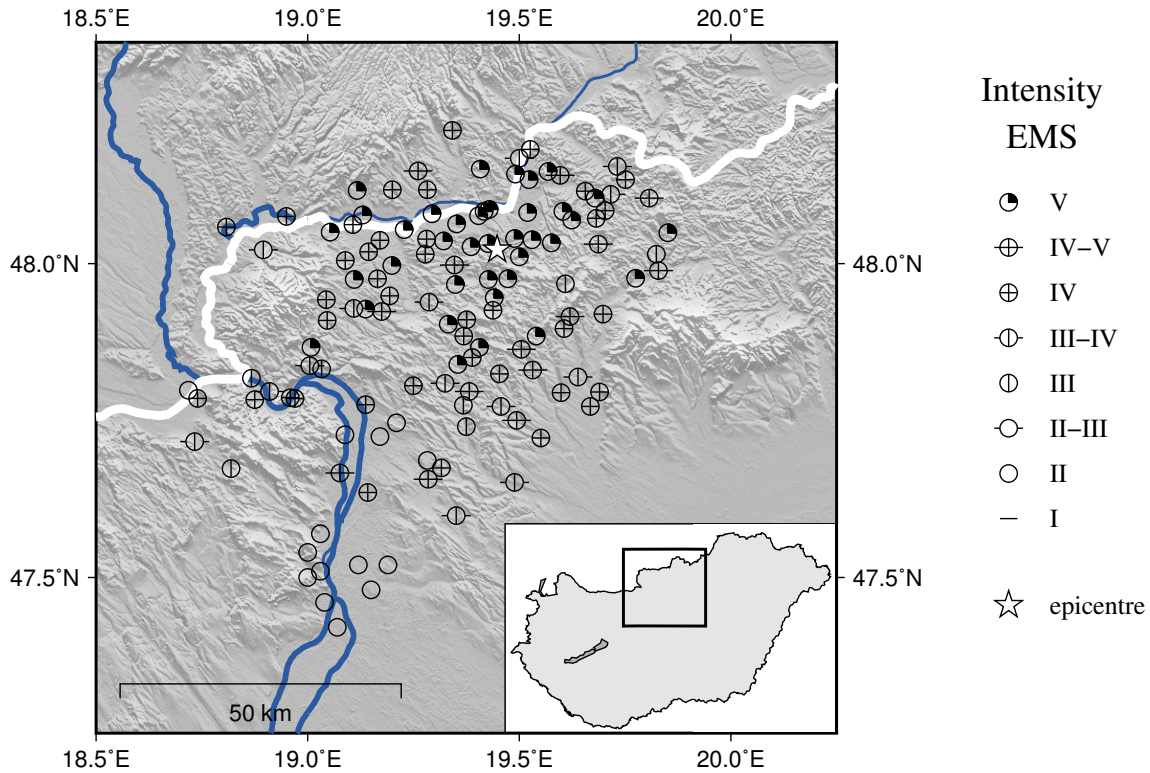 18.5˚E 19.0˚E 19.5˚E 20.0˚E
48.0˚N 48.0˚N
47.5˚N 47.5˚N
50 km
18.5˚E 19.0˚E 19.5˚E 20.0˚E
Intensity
EMS
V
IV−V
IV
III−IV
III
II−III
II
I
epicentre